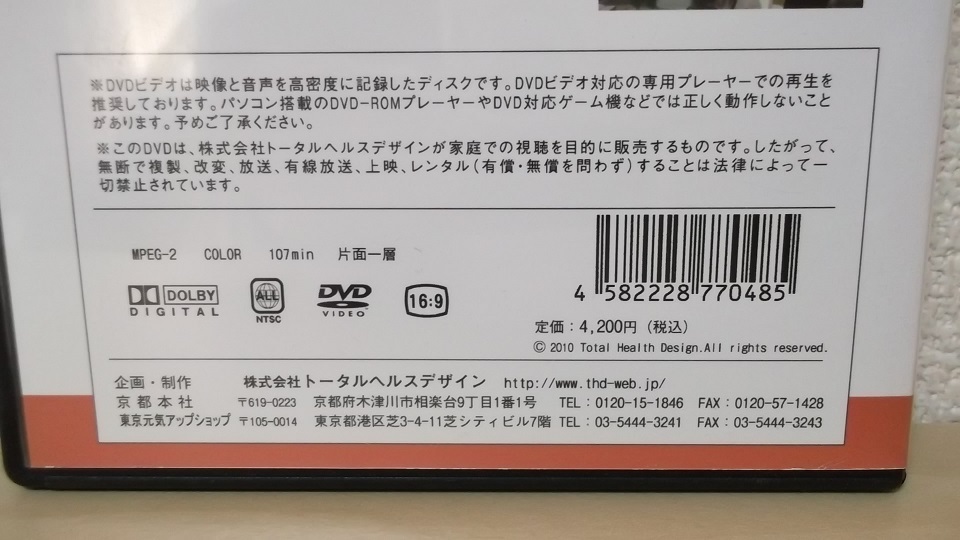 ※DVDビデオは映像と音声を高密度に記録したディスクです。DVDビデオ対応の専用プレーヤーでの再生を
推奨しております。パソコン搭載のDVD-ROMプレーヤーやDVD対応ゲーム機などでは正しく動作しないこと
があります。予めご了承ください。
※このDVDは、株式会社トータルヘルスデザインが家庭での視聴を目的に販売するものです。したがって、
無断で複製、改変、放送、有線放送、上映、レンタル(有償・無償を問わず)することは法律によって一
切禁止されています。
MPEG-2 COLOR 107min 片面一層
DOLBY
DIGITAL
ALL
NTSC
DVD
VIDEO
16:9
4 582228 770485
定価：4,200円（税込）
Ⓒ 2010 Total Health Design.All rights reserved.
企画・制作 株式会社トータルヘルスデザイン http://www.thd-web.jp/
京都本社 〒619-0223 京都府木津川市相楽台9丁目1番1号 TEL：0120-15-1846 FAX：0120-57-1428
東京元気アップショップ 〒105-0014 東京都港区芝3-4-11芝シティビル7階 TEL：03-5444-3241 FAX：03-5444-3243